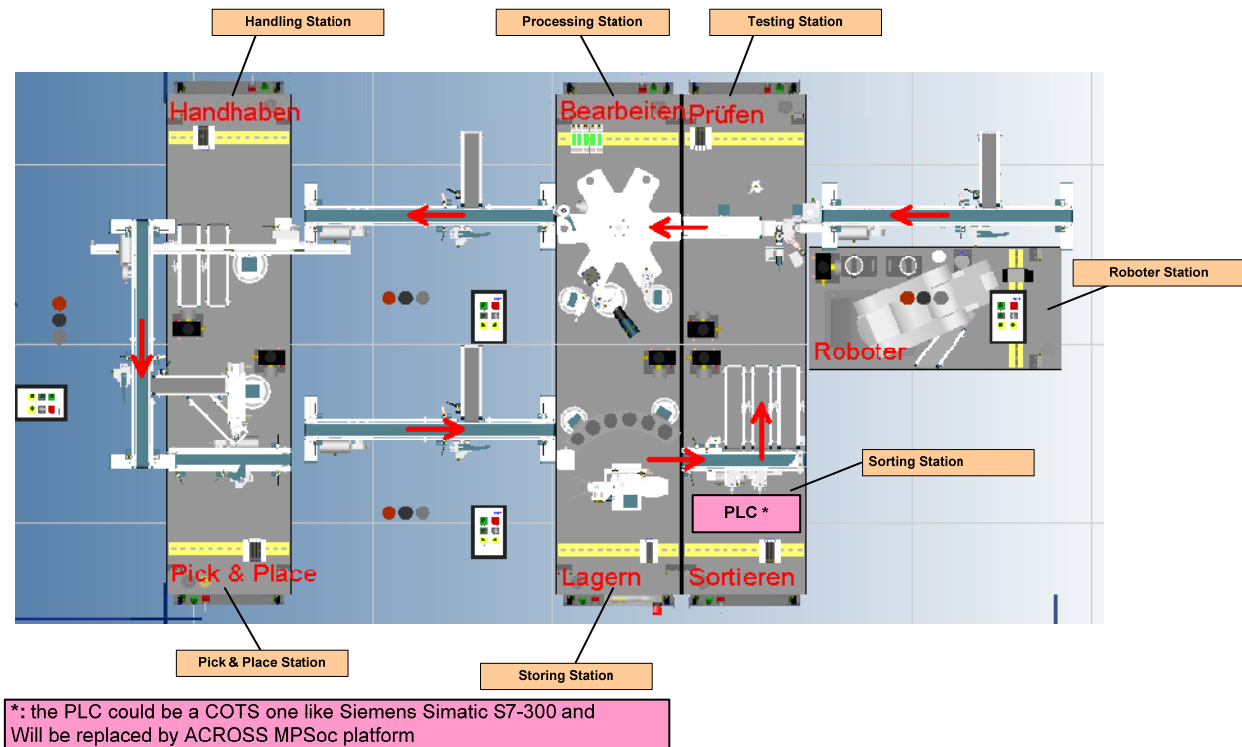 Handling Station
Processing Station
Testing Station
Handhaben
Bearbeiten
Prüfen
Roboter Station
Roboter
Sorting Station
PLC *
Pick & Place
Lagern
Sortieren
Pick & Place Station
Storing Station
*: the PLC could be a COTS one like Siemens Simatic S7-300 and
Will be replaced by ACROSS MPSoc platform